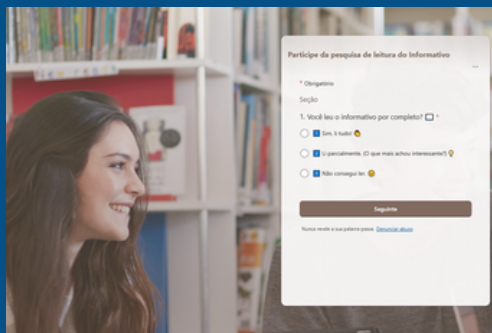 Participe da pesquisa de leitura do Informativo
...
* Obrigatório
Seção
1. Você leu o informativo por completo? *
Sim, li tudo!
Li parcialmente. (O que mais achou interessante?)
Não consegui ler.
Seguinte
Nunca revele a sua palavra-passe. Denunciar abuso